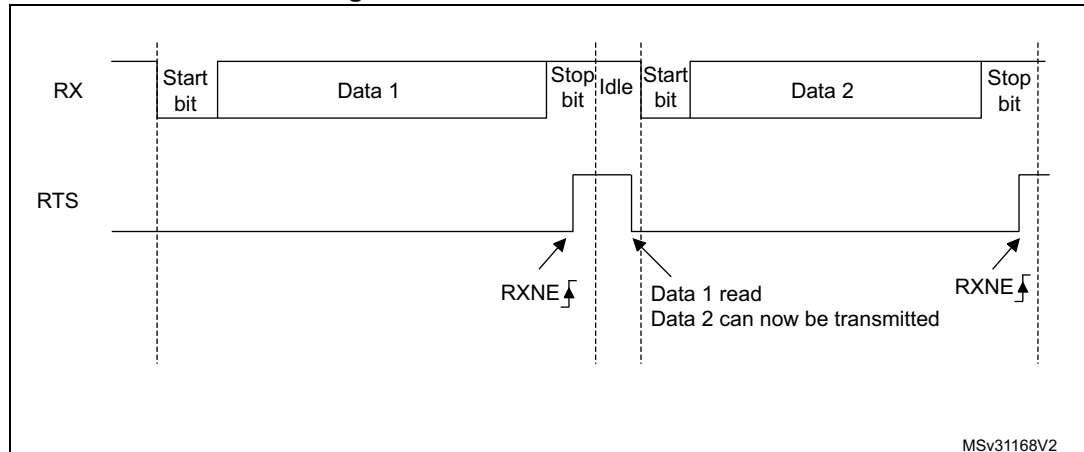 RX
Start
bit
Data 1
Stop
bit
Idle
Start
bit
Data 2
Stop
bit
RTS
RXNE
Data 1 read
Data 2 can now be transmitted
RXNE
MSv31168V2